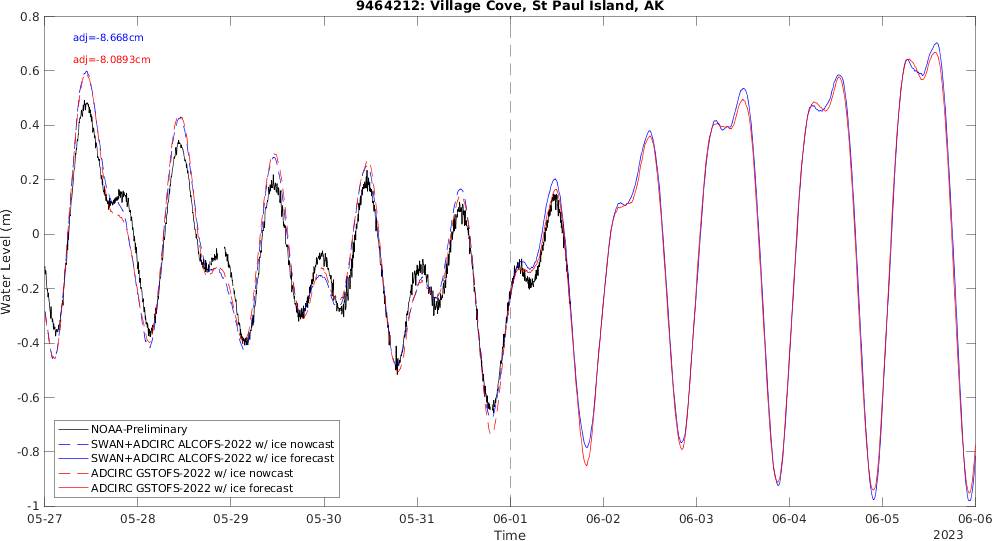 9464212: Village Cove, St Paul Island, AK
adj=-8.668cm
adj=-8.0893cm
Water Level (m)
0.8
0.6
0.4
0.2
0
-0.2
-0.4
-0.6
-0.8
-1
NOAA-Preliminary
SWAN+ADCIRC ALCOFS-2022 w/ ice nowcast
SWAN+ADCIRC ALCOFS-2022 w/ ice forecast
ADCIRC GSTOFS-2022 w/ ice nowcast
ADCIRC GSTOFS-2022 w/ ice forecast
05-27 05-28 05-29 05-30 05-31 06-01 06-02 06-03 06-04 06-05 06-06
Time
2023